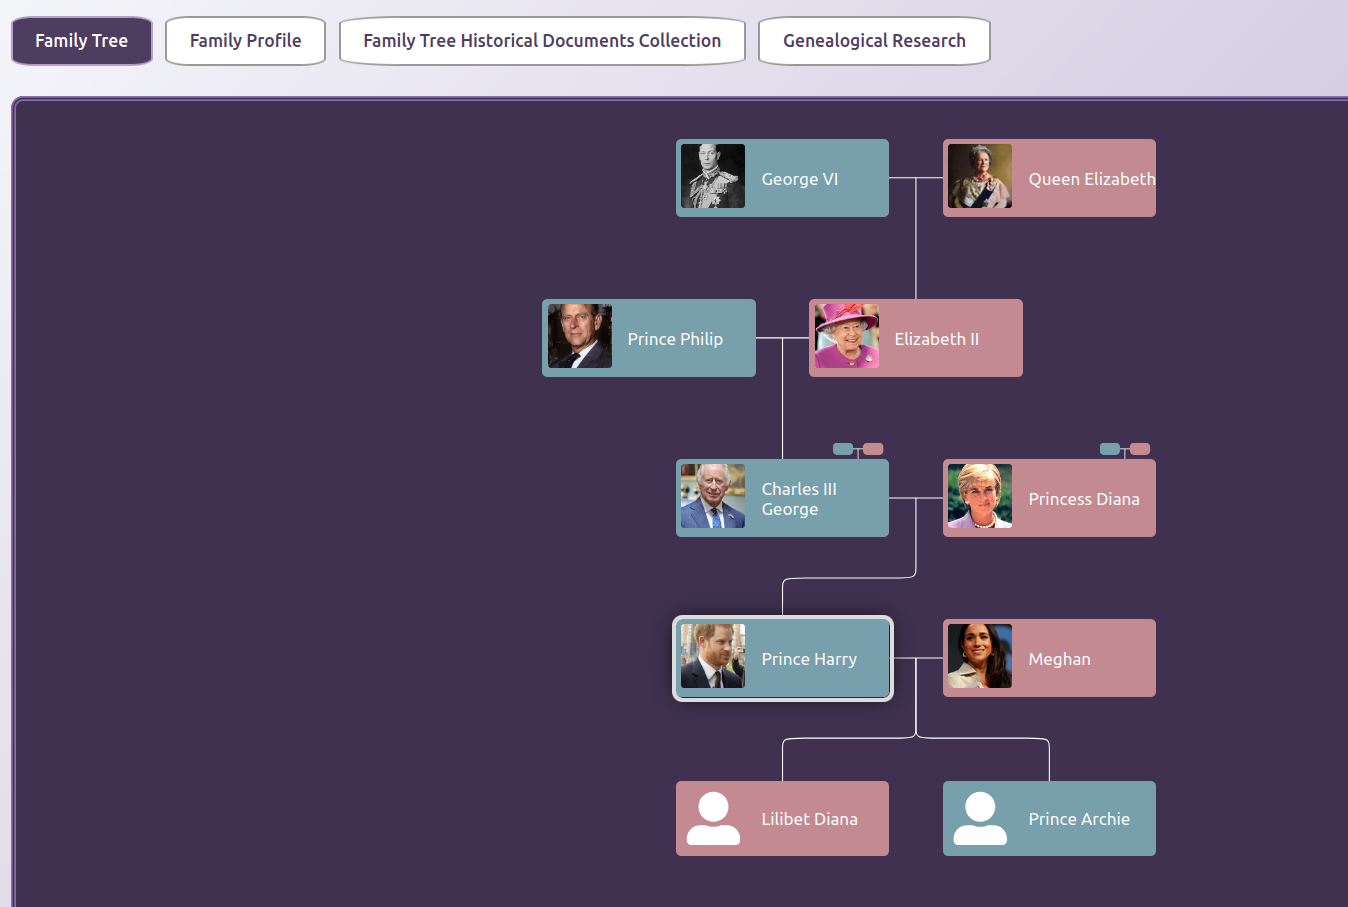 Family Tree
Family Profile
Family Tree Historical Documents Collection
Genealogical Research
George VI
Queen Elizabeth
Prince Philip
Elizabeth II
Charles III
George
Princess Diana
Prince Harry
Meghan
Lilibet Diana
Prince Archie